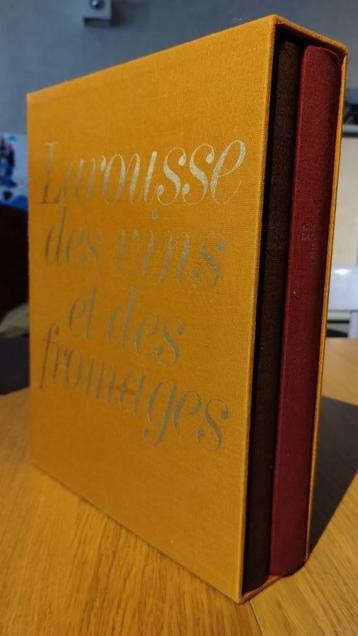 Larousse
des vins
et des
fromages